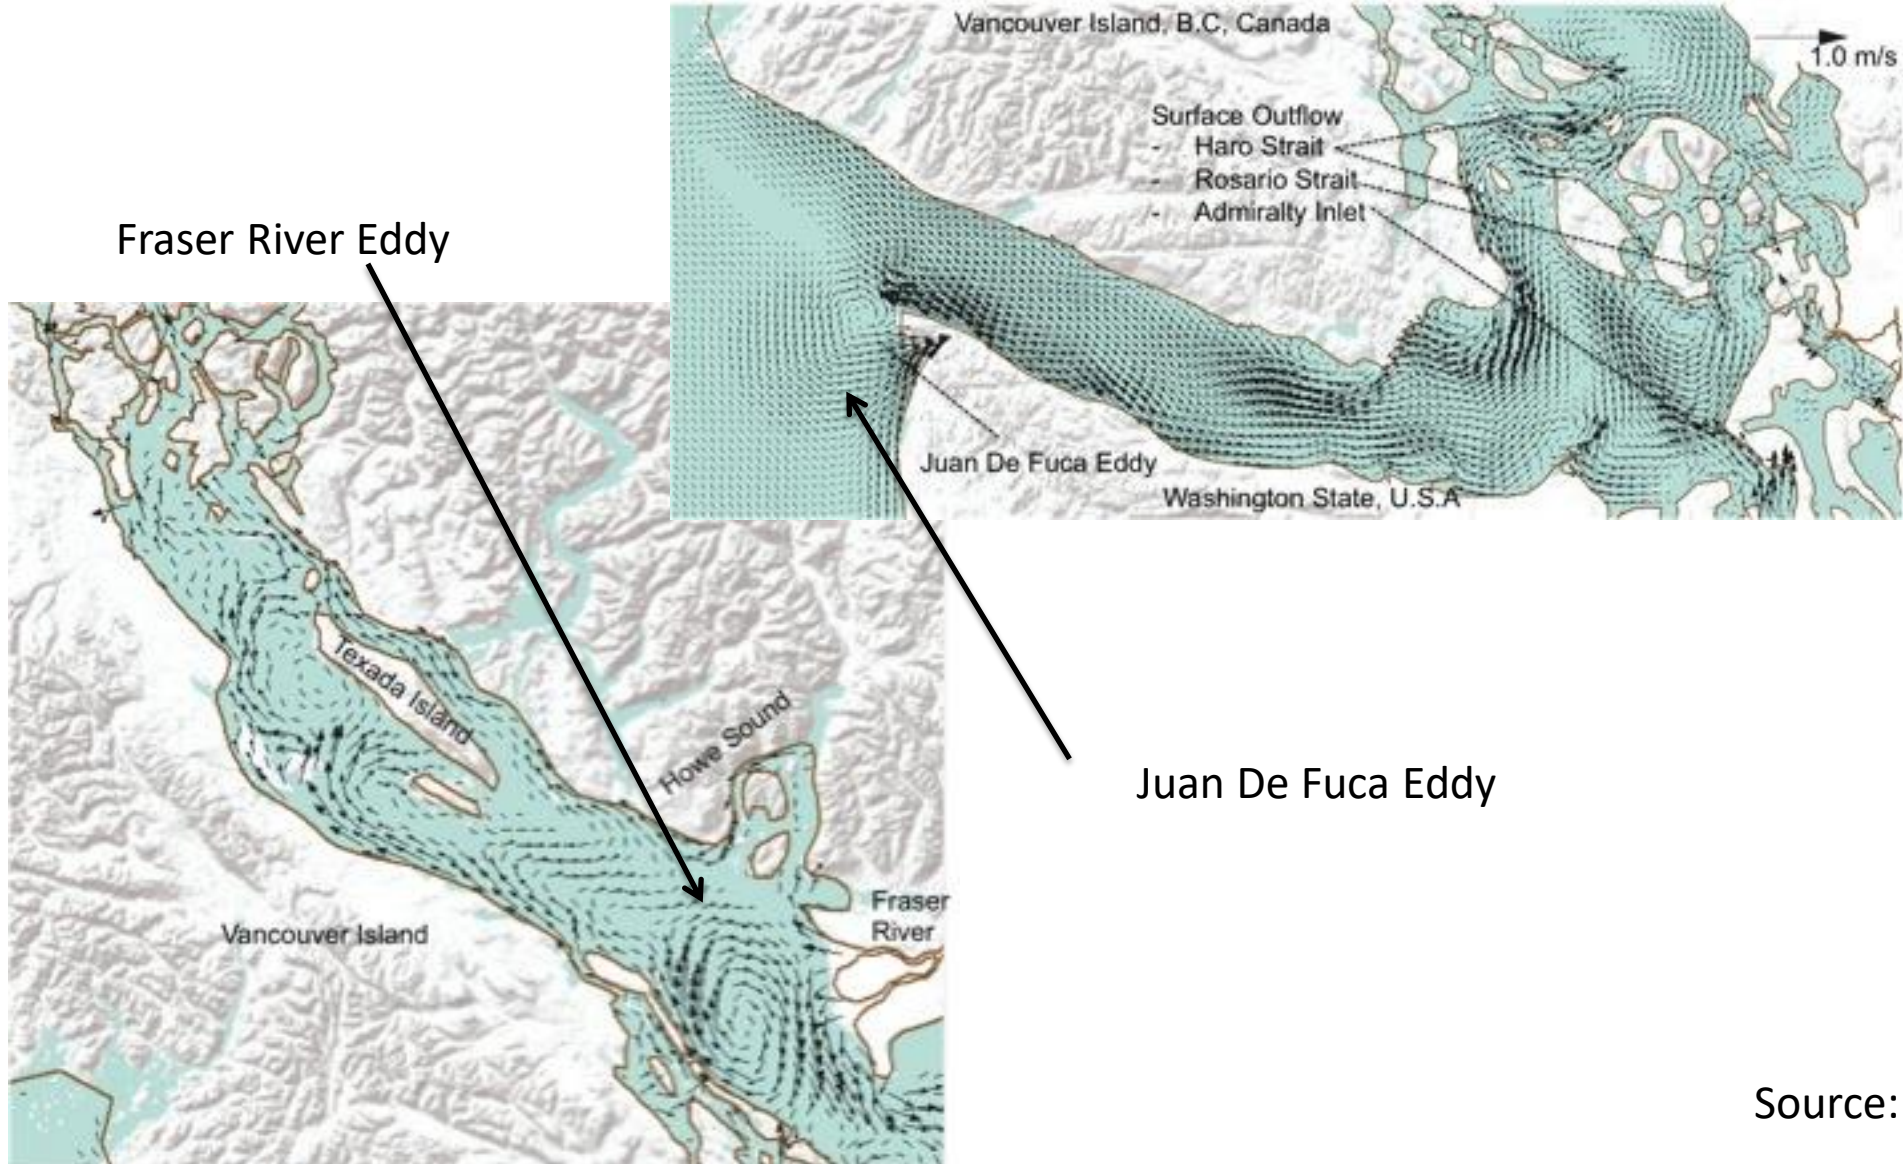 Vancouver Island, B.C, Canada
1.0 m/s
Surface Outflow
- Haro Strait
- Rosario Strait
- Admiralty Inlet
Fraser River Eddy
Juan De Fuca Eddy
Washington State, U.S.A
Texada Island
Howe Sound
Juan De Fuca Eddy
Fraser
River
Vancouver Island
Source: